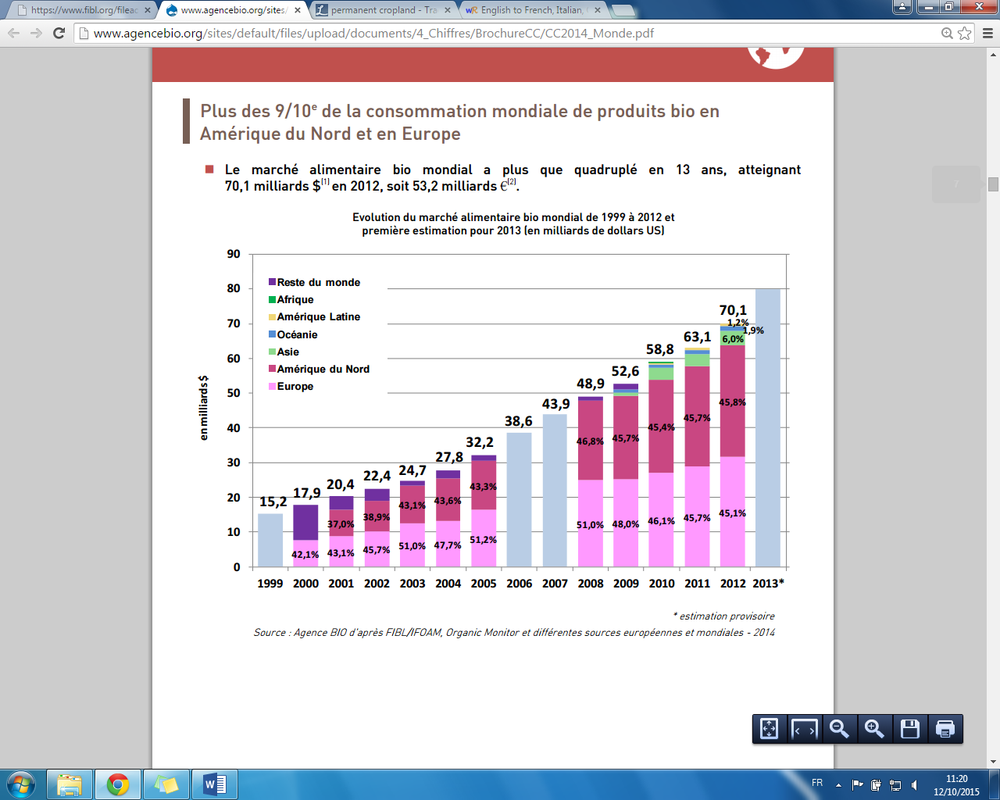 https://www.fibl.org/fileac
www.agencebio.org/sites/
permanent cropland - Tra
English to French, Italian,
www.agencebio.org/sites/default/files/upload/documents/4_Chiffres/BrochureCC/CC2014_Monde.pdf
Plus des 9/10e de la consommation mondiale de produits bio en
Amérique du Nord et en Europe
Le marché alimentaire bio mondial a plus que quadruplé en 13 ans, atteignant
70,1 milliards $(1) en 2012, soit 53,2 milliards €(2).
7
Evolution du marché alimentaire bio mondial de 1999 à 2012 et
première estimation pour 2013 (en milliards de dollars US)
en milliards $
90
80
70
60
50
40
30
20
10
0
Reste du monde
Afrique
Amérique Latine
Océanie
Asie
Amérique du Nord
Europe
15,2
17,9
42,1%
20,4
37,0%
43,1%
22,4
38,9%
45,7%
24,7
43,1%
51,0%
27,8
43,6%
47,7%
32,2
43,3%
51,2%
38,6
43,9
48,9
46,8%
51,0%
52,6
45,7%
48,0%
58,8
45,4%
46,1%
63,1
45,7%
45,7%
70,1
1,2%
1,9%
6,0%
45,8%
45,1%
1999 2000 2001 2002 2003 2004 2005 2006 2007 2008 2009 2010 2011 2012 2013*
* estimation provisoire
Source : Agence BIO d'après FIBL/IFOAM, Organic Monitor et différentes sources européennes et mondiales - 2014
FR
11:20
12/10/2015